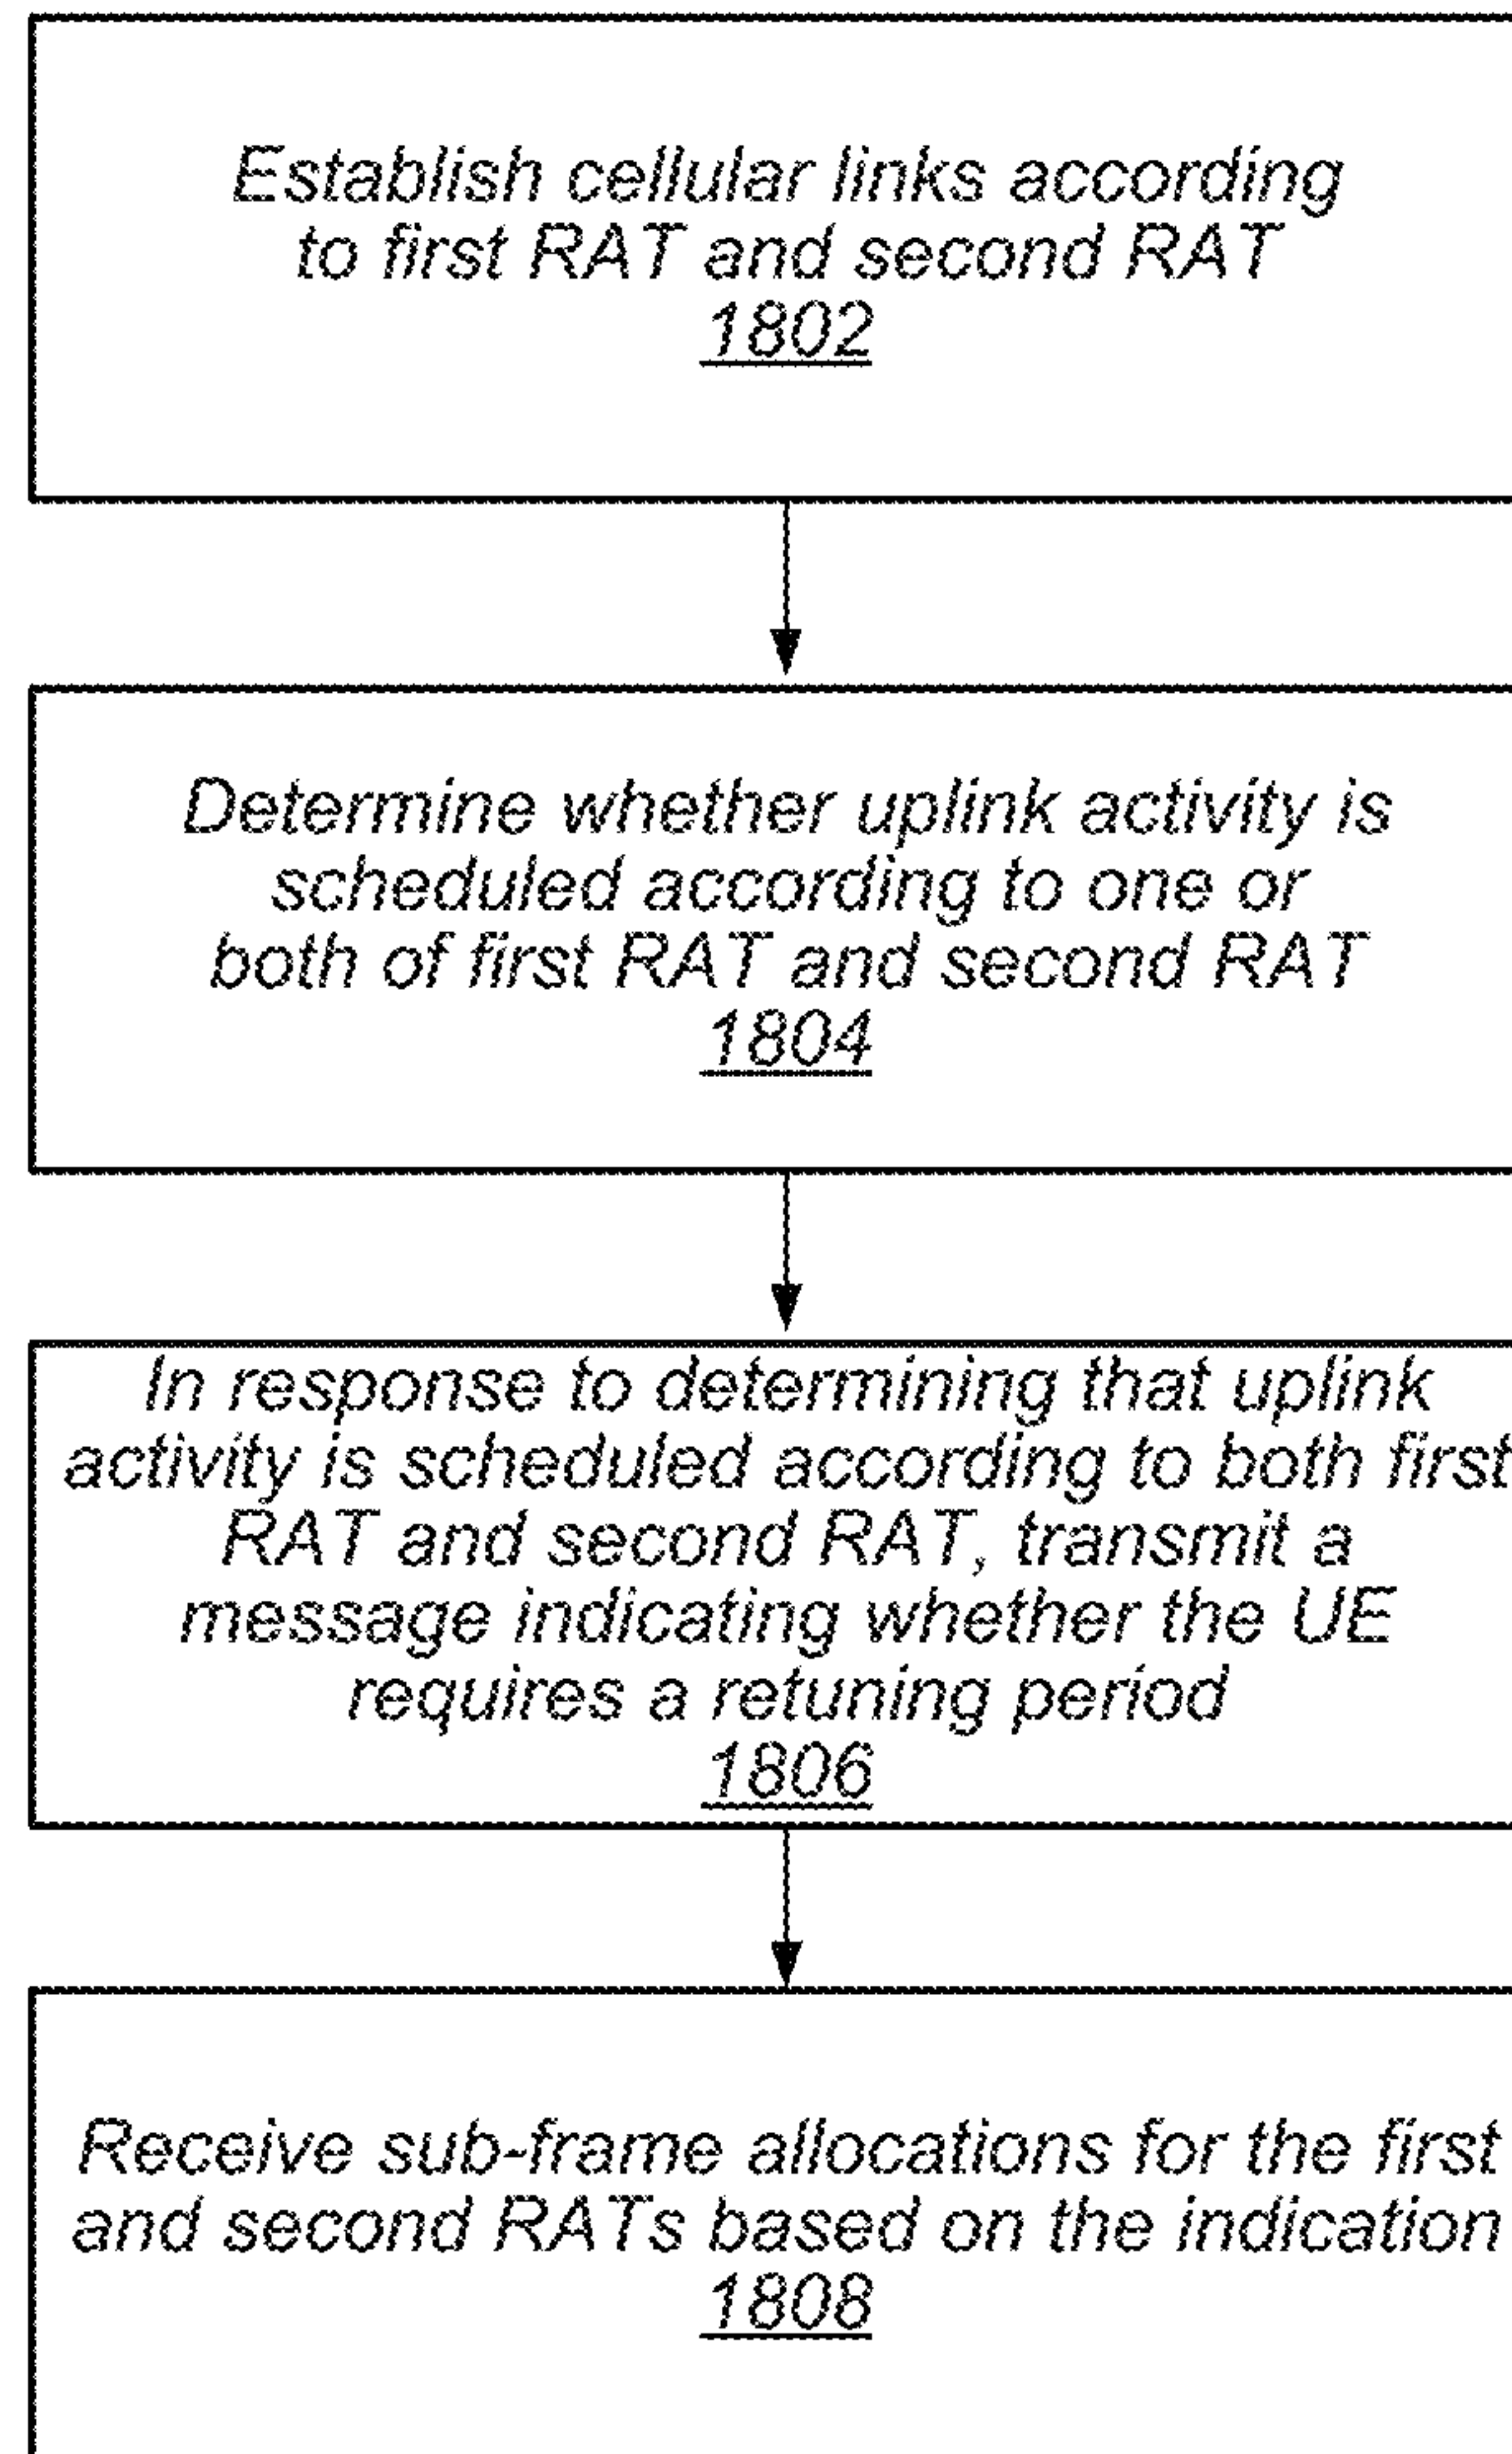 Establish cellular links according
to first RAT and second RAT
1802
Determine whether uplink activity is
scheduled according to one or
both of first RAT and second RAT
1804
In response to determining that uplink
activity is scheduled according to both first
RAT and second RAT, transmit a
message indicating whether the UE
requires a retuning period
1806
Receive sub-frame allocations for the first
and second RATs based on the indication
1808